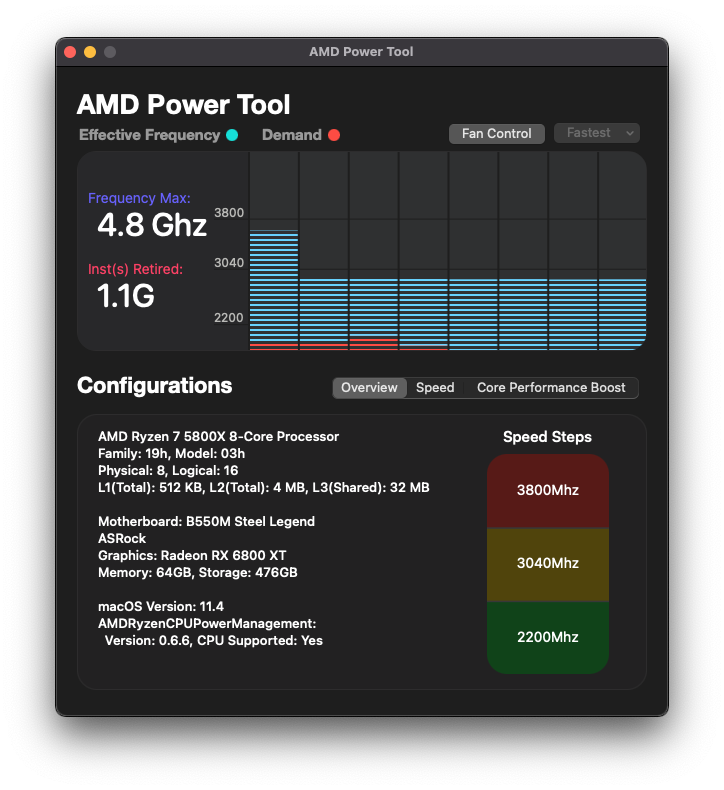 AMD Power Tool
AMD Power Tool
Effective Frequency
Demand
Fan Control
Fastest
Frequency Max:
4.8 Ghz
Inst(s) Retired:
1.1G
3800
3040
2200
Configurations
Overview
Speed
Core Performance Boost
AMD Ryzen 7 5800X 8-Core Processor
Family: 19h, Model: 03h
Physical: 8, Logical: 16
L1(Total): 512 KB, L2(Total): 4 MB, L3(Shared): 32 MB
Motherboard: B550M Steel Legend
ASRock
Graphics: Radeon RX 6800 XT
Memory: 64GB, Storage: 476GB
macOS Version: 11.4
AMDRyzenCPUPowerManagement:
Version: 0.6.6, CPU Supported: Yes
Speed Steps
3800Mhz
3040Mhz
2200Mhz